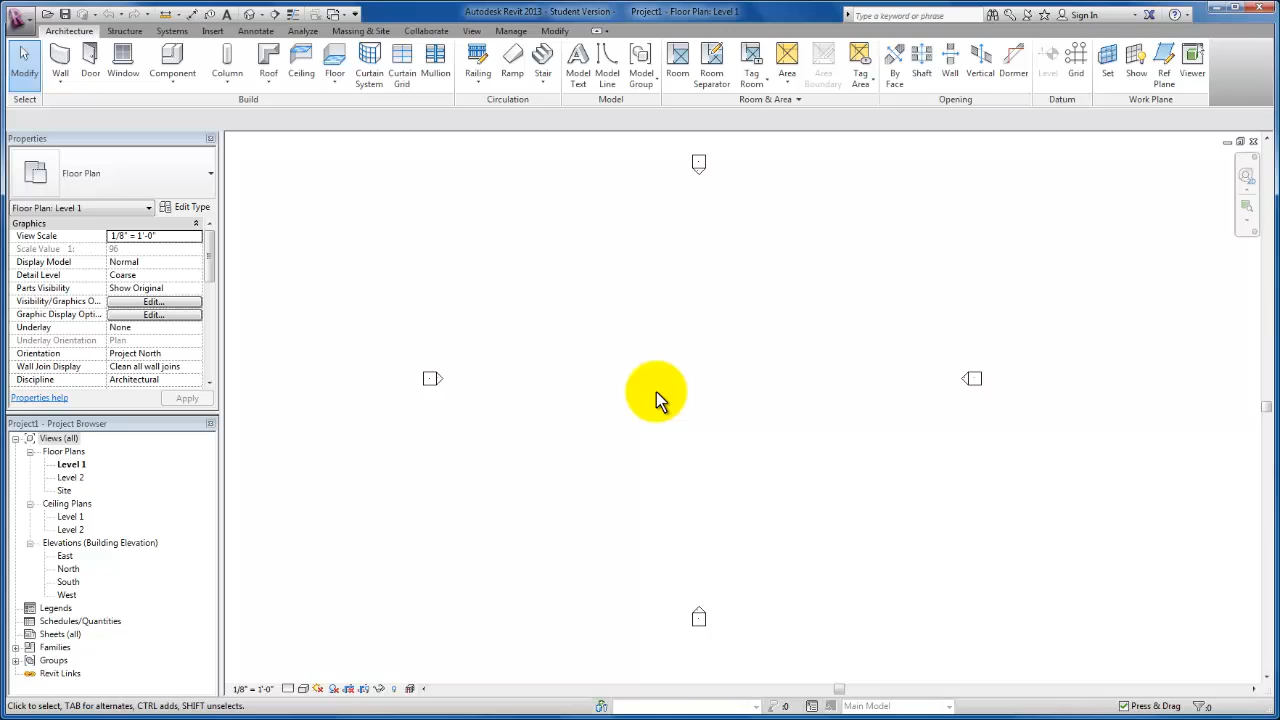 Autodesk Revit 2013 - Student Version - Project1 - Floor Plan: Level 1
Type a keyword or phrase
Sign In
Architecture Structure Systems Insert Annotate Analyze Massing & Site Collaborate View Manage Modify
Modify Wall Door Window Component Column Roof Ceiling Floor Curtain System Curtain Grid Mullion Railing Ramp Stair Model Text Model Line Model Group Room Room Separator Tag Room Area Area Boundary Tag Area By Face Shaft Wall Vertical Dormer Level Grid Set Show Ref Plane Viewer
Select Build Circulation Model Room & Area Opening Datum Work Plane
Properties
Floor Plan
Floor Plan: Level 1 Edit Type
Graphics
View Scale 1/8" = 1'-0"
Scale Value 1: 96
Display Model Normal
Detail Level Coarse
Parts Visibility Show Original
Visibility/Graphics O... Edit...
Graphic Display Opti... Edit...
Underlay None
Underlay Orientation Plan
Orientation Project North
Wall Join Display Clean all wall joins
Discipline Architectural
Properties help Apply
Project1 - Project Browser
Views (all)
Floor Plans
Level 1
Level 2
Site
Ceiling Plans
Level 1
Level 2
Elevations (Building Elevation)
East
North
South
West
Legends
Schedules/Quantities
Sheets (all)
Families
Groups
Revit Links
2D
1/8" = 1'-0"
Click to select, TAB for alternates, CTRL adds, SHIFT unselects.
:0
Main Model
Press & Drag
:0